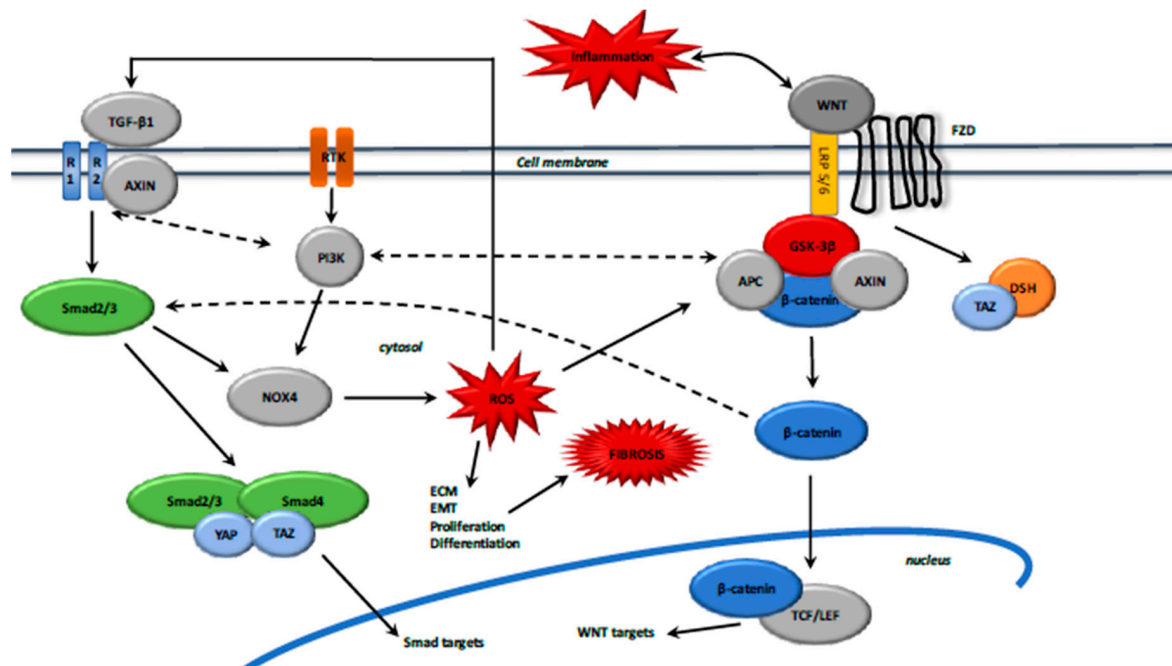 Inflammation
WNT
TGF-β1
FZD
R
1
R
2
RTK
Cell membrane
LRP 5/6
AXIN
PI3K
GSK-3β
APC
AXIN
β-catenin
DSH
TAZ
Smad2/3
cytosol
NOX4
ROS
β-catenin
FIBROSIS
ECM
EMT
Proliferation
Differentiation
Smad2/3
Smad4
YAP
TAZ
nucleus
β-catenin
TCF/LEF
WNT targets
Smad targets